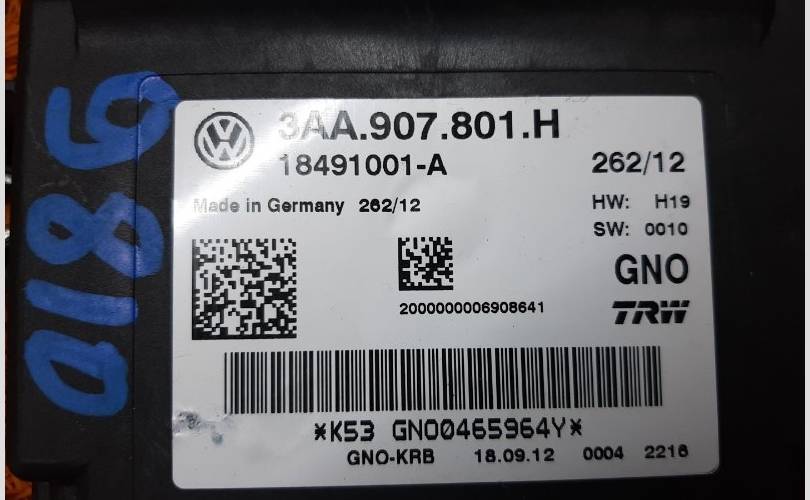 3AA.907.801.H
18491001-A
262/12
Made in Germany 262/12
HW: H19
SW: 0010
GNO
2000000006908641
TRW
*K53 GNO0465964Y*
GNO-KRB 18.09.12 0004 2216
0186